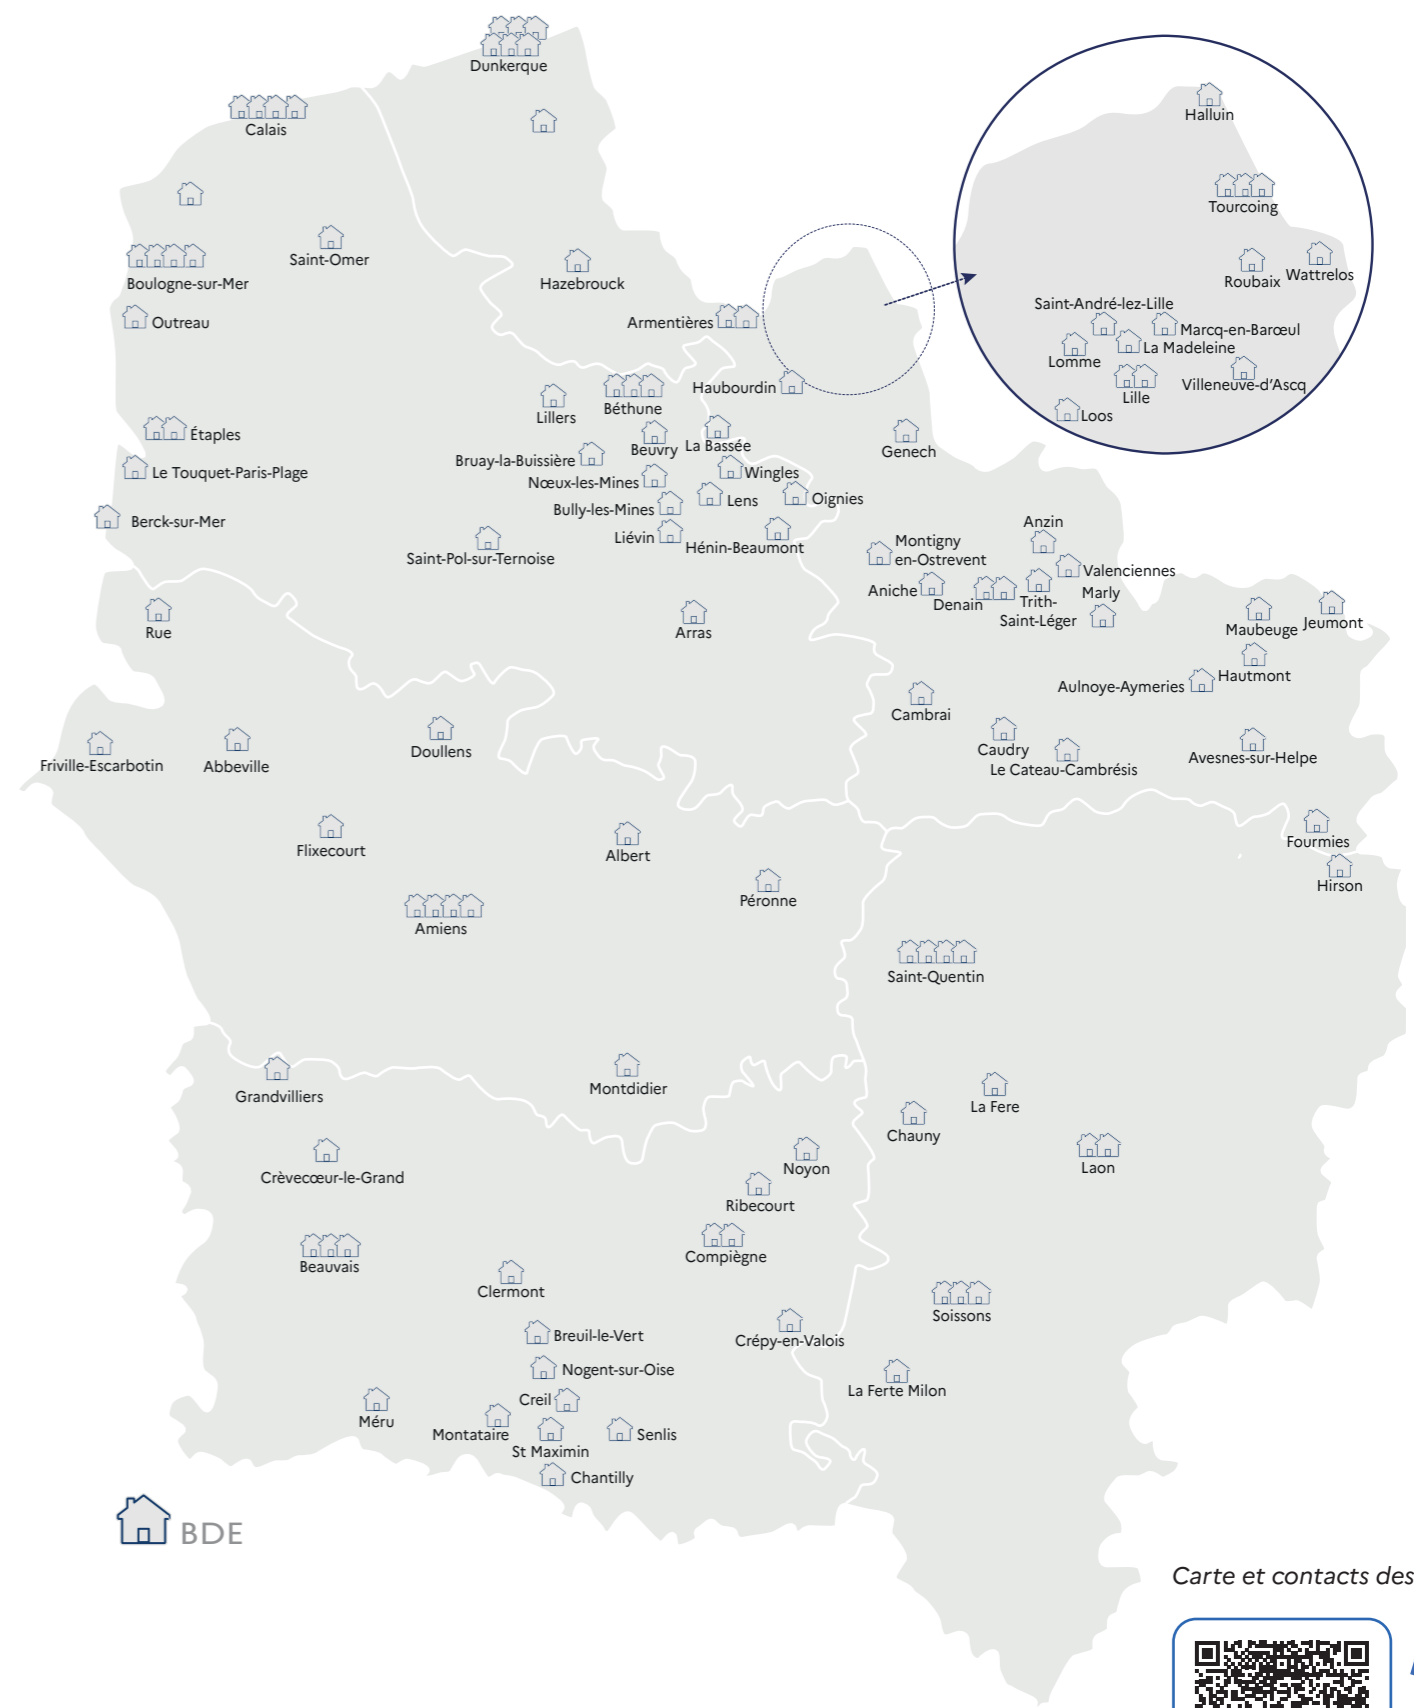 Dunkerque
Calais
Halluin
Tourcoing
Saint-Omer
Boulogne-sur-Mer
Hazebrouck
Roubaix
Wattrelos
Outreau
Armentières
Saint-André-lez-Lille
Marcq-en-Barœul
La Madeleine
Lomme
Villeneuve-d'Ascq
Lille
Loos
Haubourdin
Lillers
Béthune
Étaples
Beuvry
La Bassée
Genech
Bruay-la-Buissière
Le Touquet-Paris-Plage
Nœux-les-Mines
Wingles
Lens
Oignies
Bully-les-Mines
Berck-sur-Mer
Liévin
Hénin-Beaumont
Saint-Pol-sur-Ternoise
Anzin
Montigny
en-Ostrevent
Valenciennes
Aniche
Denain
Trith-
Saint-Léger
Marly
Rue
Arras
Maubeuge
Jeumont
Hautmont
Aulnoye-Aymeries
Cambrai
Caudry
Le Cateau-Cambrésis
Avesnes-sur-Helpe
Friville-Escarbotin
Abbeville
Doullens
Flixecourt
Albert
Fourmies
Hirson
Péronne
Amiens
Saint-Quentin
Grandvilliers
Montdidier
La Fere
Chauny
Laon
Crèvecœur-le-Grand
Noyon
Ribecourt
Compiègne
Beauvais
Clermont
Soissons
Breuil-le-Vert
Crépy-en-Valois
Nogent-sur-Oise
La Ferte Milon
Creil
Méru
Montataire
St Maximin
Senlis
Chantilly
BDE
Carte et contacts des